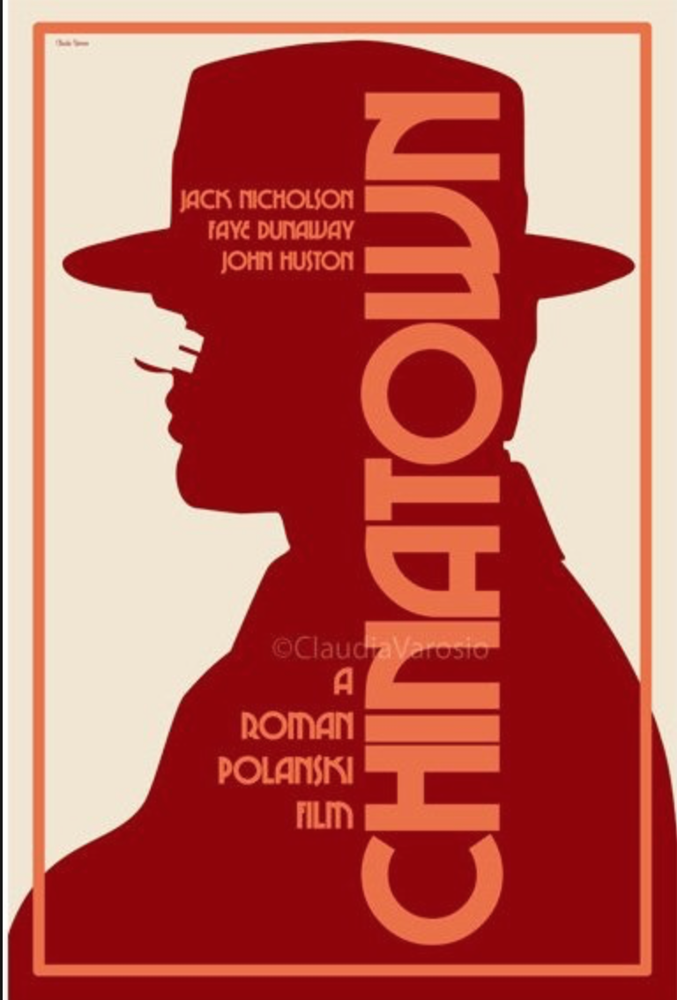 JACK NICHOLSON
FAYE DUNAWAY
JOHN HUSTON
CHINATOWN
©ClaudiaVarosio
A
ROMAN
POLANSKI
FILM